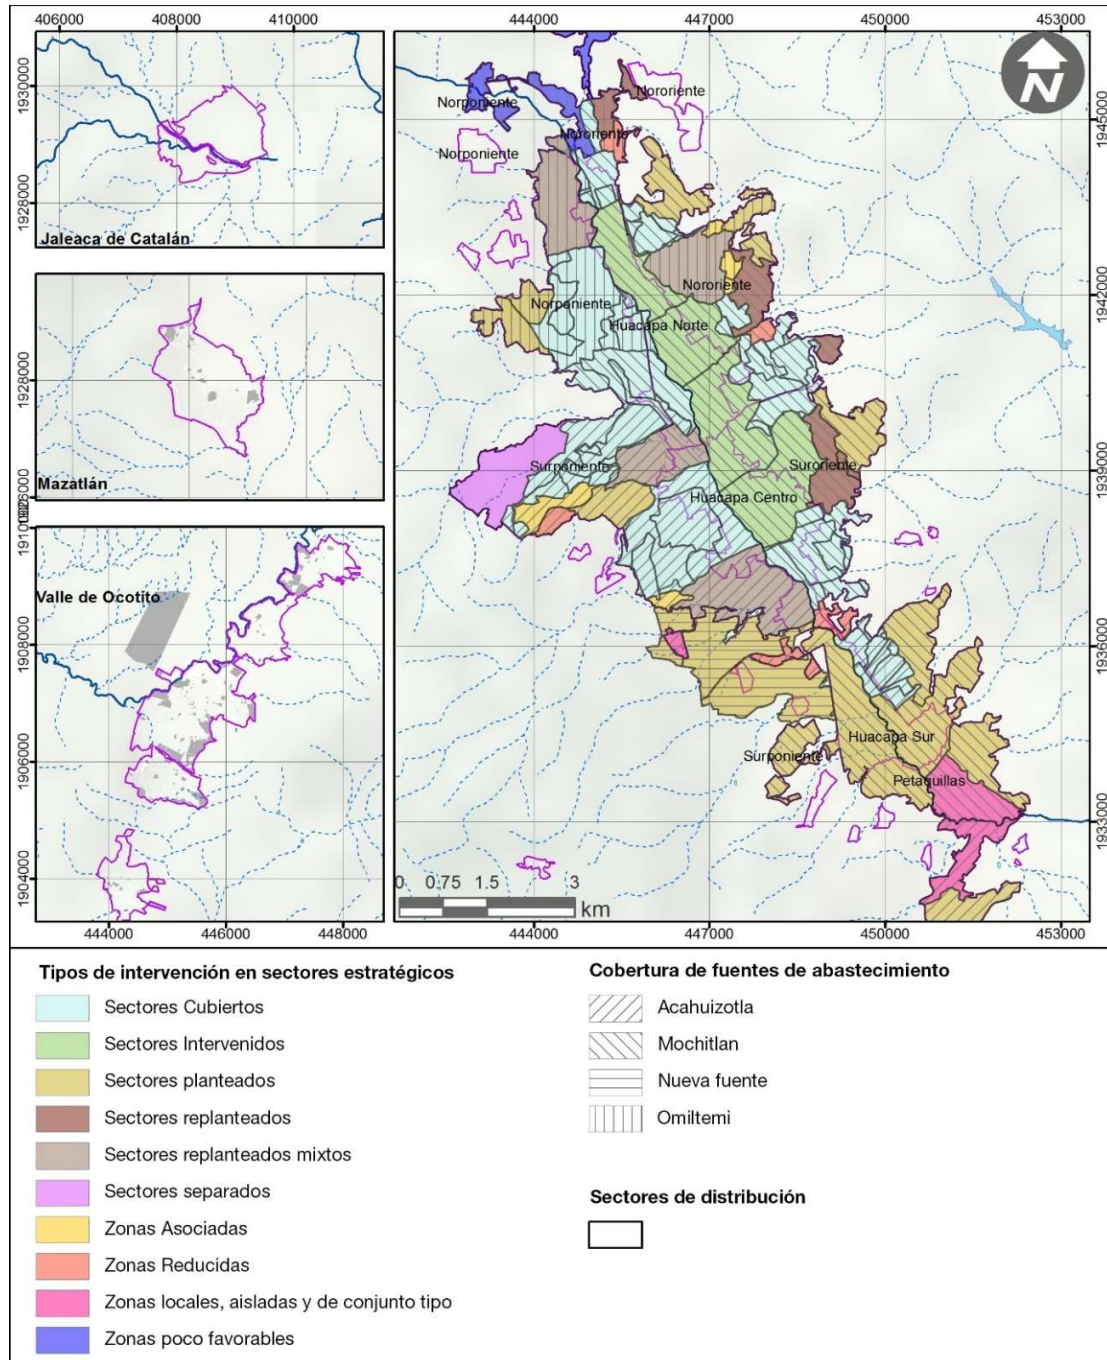 406000 408000 410000
1930000
1928000
Jaleaca de Catalán
1928000
Mazatlán
1910000
Valle de Ocotito
1908000
1906000
1904000
444000 446000 448000
444000 447000 450000 453000
N
Norponiente
Nororiente
Nororiente
Norponiente
Nororiente
Norponiente
Huacapa Norte
Surponiente
Suroriente
Huacapa Centro
Huacapa Sur
Surponiente
Petaquillas
1945000
1942000
1939000
1936000
1933000
0 0.75 1.5 3
km
444000 447000 450000 453000
Tipos de intervención en sectores estratégicos
Sectores Cubiertos
Sectores Intervenidos
Sectores planteados
Sectores replanteados
Sectores replanteados mixtos
Sectores separados
Zonas Asociadas
Zonas Reducidas
Zonas locales, aisladas y de conjunto tipo
Zonas poco favorables
Cobertura de fuentes de abastecimiento
Acahuizotla
Mochitlan
Nueva fuente
Omiltemi
Sectores de distribución